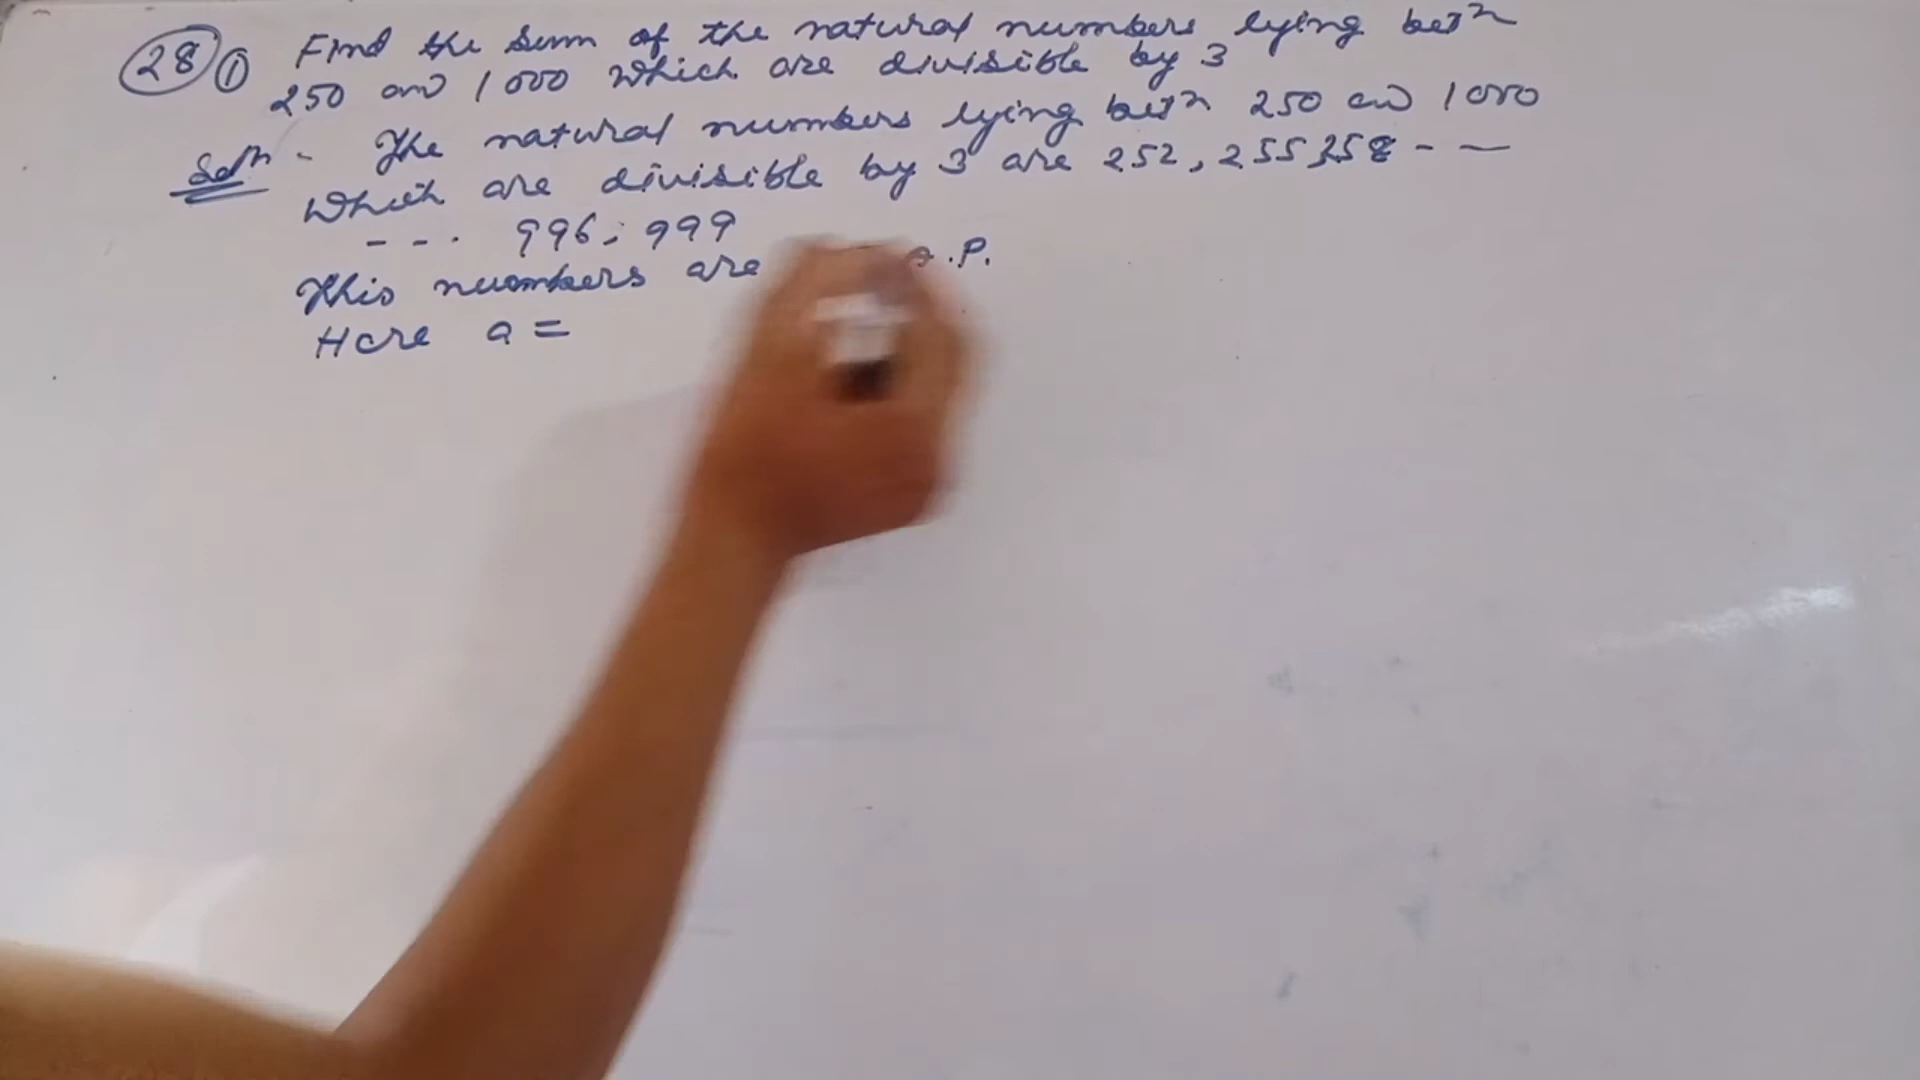 28 1 Find the sum of the natural numbers lying betn
250 and 1000 which are divisible by 3
Soln - The natural numbers lying betn 250 and 1000
which are divisible by 3 are 252, 255, 258 - -
- - - 996, 999
This numbers are A.P.
Here a =